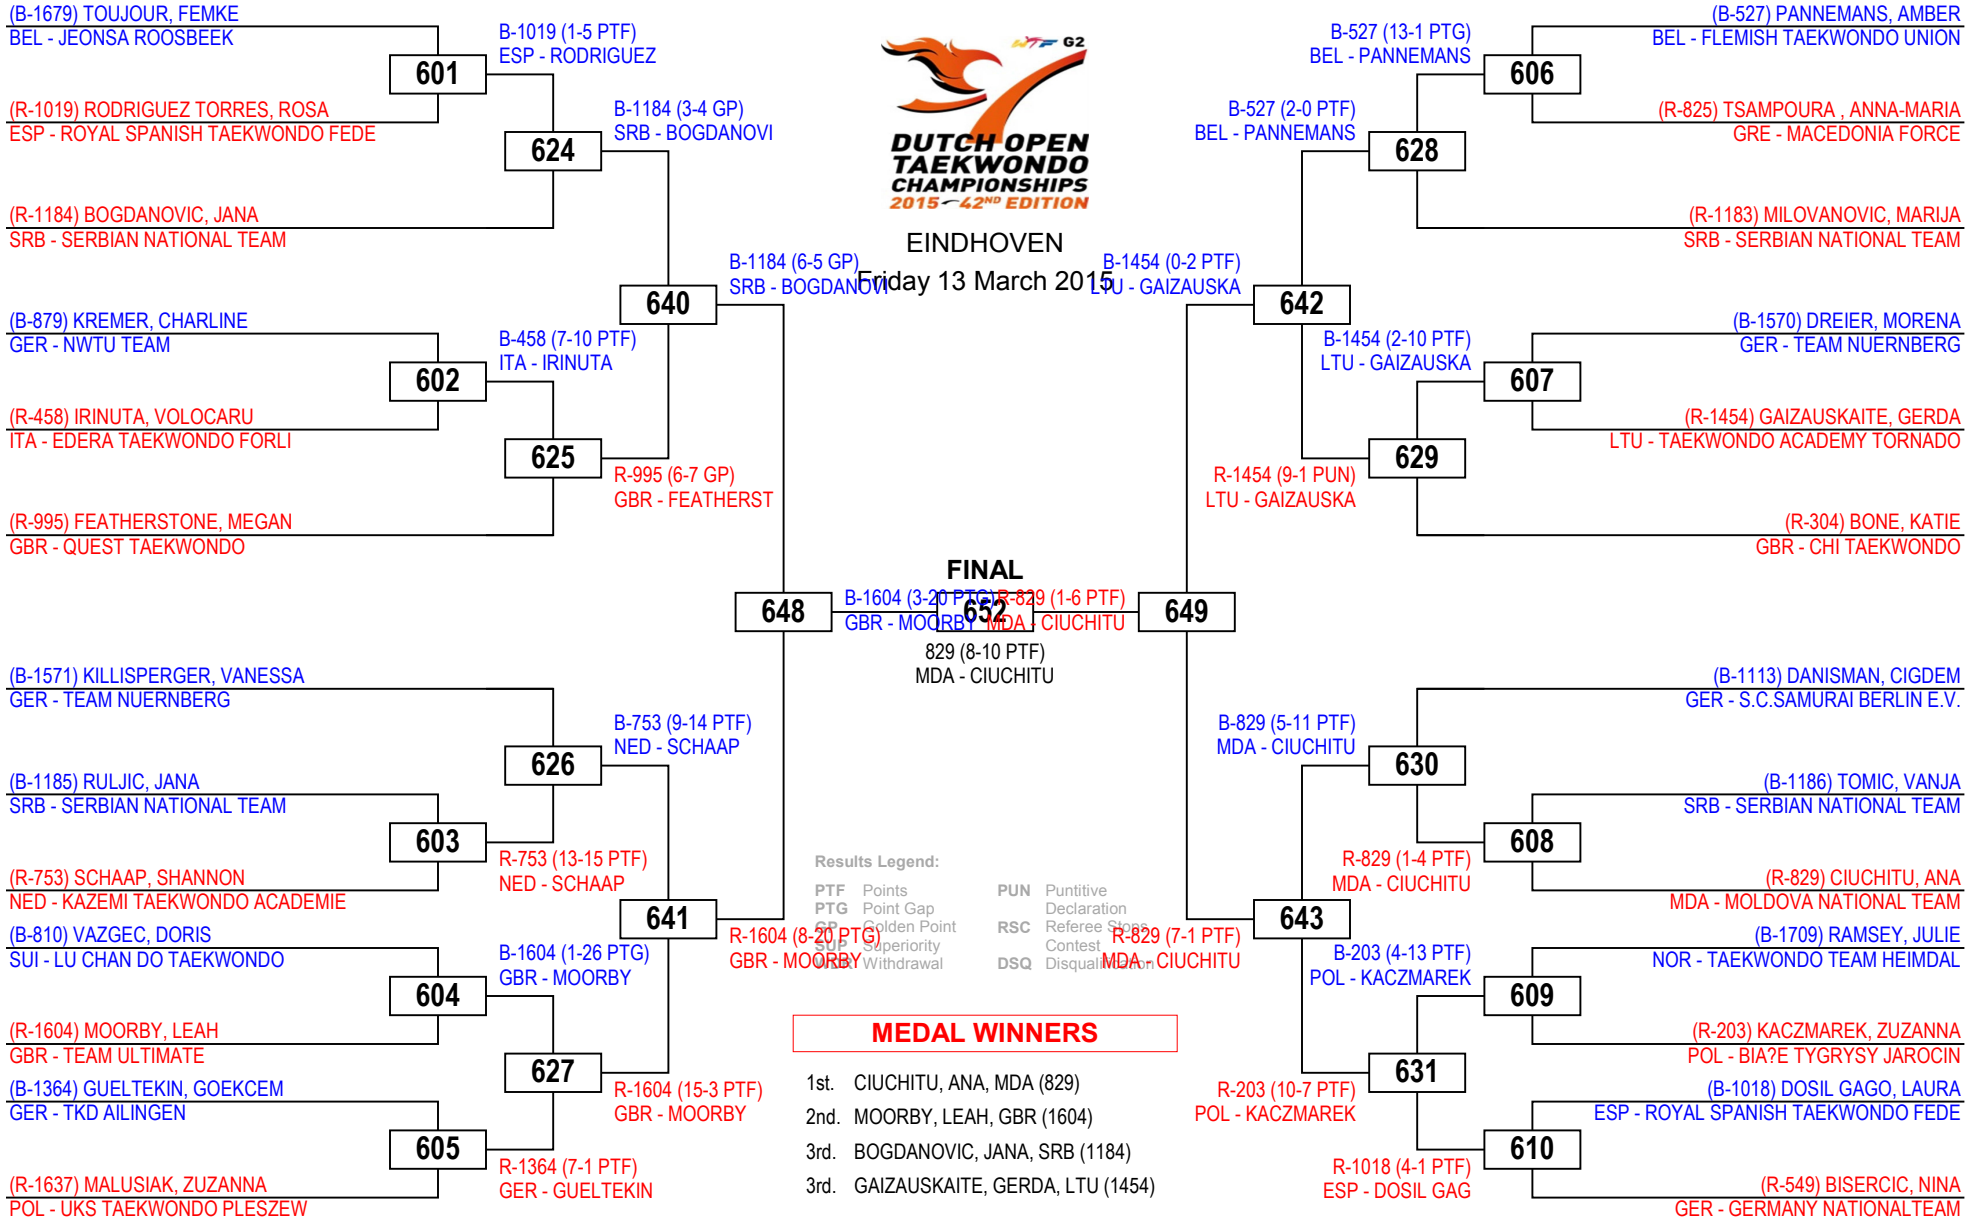 (B-1679) TOUJOUR, FEMKE
BEL - JEONSA ROOSBEEK
601
(R-1019) RODRIGUEZ TORRES, ROSA
ESP - ROYAL SPANISH TAEKWONDO FEDE
B-1019 (1-5 PTF)
ESP - RODRIGUEZ
624
(R-1184) BOGDANOVIC, JANA
SRB - SERBIAN NATIONAL TEAM
B-1184 (3-4 GP)
SRB - BOGDANOVI
640
(B-879) KREMER, CHARLINE
GER - NWTU TEAM
602
(R-458) IRINUTA, VOLOCARU
ITA - EDERA TAEKWONDO FORLI
B-458 (7-10 PTF)
ITA - IRINUTA
625
(R-995) FEATHERSTONE, MEGAN
GBR - QUEST TAEKWONDO
R-995 (6-7 GP)
GBR - FEATHERST
B-1184 (6-5 GP)
SRB - BOGDANOVI
648
(B-1571) KILLISPERGER, VANESSA
GER - TEAM NUERNBERG
626
(B-1185) RULJIC, JANA
SRB - SERBIAN NATIONAL TEAM
603
(R-753) SCHAAP, SHANNON
NED - KAZEMI TAEKWONDO ACADEMIE
R-753 (13-15 PTF)
NED - SCHAAP
B-753 (9-14 PTF)
NED - SCHAAP
641
(B-810) VAZGEC, DORIS
SUI - LU CHAN DO TAEKWONDO
604
(R-1604) MOORBY, LEAH
GBR - TEAM ULTIMATE
B-1604 (1-26 PTG)
GBR - MOORBY
627
(B-1364) GUELTEKIN, GOEKCEM
GER - TKD AILINGEN
605
(R-1637) MALUSIAK, ZUZANNA
POL - UKS TAEKWONDO PLESZEW
R-1364 (7-1 PTF)
GER - GUELTEKIN
R-1604 (15-3 PTF)
GBR - MOORBY
R-1604 (8-20 PTG)
GBR - MOORBY
WTF G2
DUTCH OPEN
TAEKWONDO
CHAMPIONSHIPS
2015 42ND EDITION
EINDHOVEN
Friday 13 March 2015
FINAL
B-1604 (3-20 PTG)
GBR - MOORBY
652
R-829 (1-6 PTF)
MDA - CIUCHITU
829 (8-10 PTF)
MDA - CIUCHITU
Results Legend:
PTF Points
PTG Point Gap
GP Golden Point
SUP Superiority
WDR Withdrawal
PUN Puntitive
Declaration
RSC Referee Stops
Contest
DSQ Disqualification
MEDAL WINNERS
1st. CIUCHITU, ANA, MDA (829)
2nd. MOORBY, LEAH, GBR (1604)
3rd. BOGDANOVIC, JANA, SRB (1184)
3rd. GAIZAUSKAITE, GERDA, LTU (1454)
(B-527) PANNEMANS, AMBER
BEL - FLEMISH TAEKWONDO UNION
606
(R-825) TSAMPOURA , ANNA-MARIA
GRE - MACEDONIA FORCE
B-527 (13-1 PTG)
BEL - PANNEMANS
628
(R-1183) MILOVANOVIC, MARIJA
SRB - SERBIAN NATIONAL TEAM
B-527 (2-0 PTF)
BEL - PANNEMANS
642
(B-1570) DREIER, MORENA
GER - TEAM NUERNBERG
607
(R-1454) GAIZAUSKAITE, GERDA
LTU - TAEKWONDO ACADEMY TORNADO
B-1454 (2-10 PTF)
LTU - GAIZAUSKA
629
(R-304) BONE, KATIE
GBR - CHI TAEKWONDO
R-1454 (9-1 PUN)
LTU - GAIZAUSKA
B-1454 (0-2 PTF)
LTU - GAIZAUSKA
649
(B-1113) DANISMAN, CIGDEM
GER - S.C.SAMURAI BERLIN E.V.
630
(B-1186) TOMIC, VANJA
SRB - SERBIAN NATIONAL TEAM
608
(R-829) CIUCHITU, ANA
MDA - MOLDOVA NATIONAL TEAM
R-829 (1-4 PTF)
MDA - CIUCHITU
B-829 (5-11 PTF)
MDA - CIUCHITU
643
(B-1709) RAMSEY, JULIE
NOR - TAEKWONDO TEAM HEIMDAL
609
(R-203) KACZMAREK, ZUZANNA
POL - BIA?E TYGRYSY JAROCIN
B-203 (4-13 PTF)
POL - KACZMAREK
631
(B-1018) DOSIL GAGO, LAURA
ESP - ROYAL SPANISH TAEKWONDO FEDE
610
(R-549) BISERCIC, NINA
GER - GERMANY NATIONALTEAM
R-1018 (4-1 PTF)
ESP - DOSIL GAG
R-203 (10-7 PTF)
POL - KACZMAREK
R-829 (7-1 PTF)
MDA - CIUCHITU